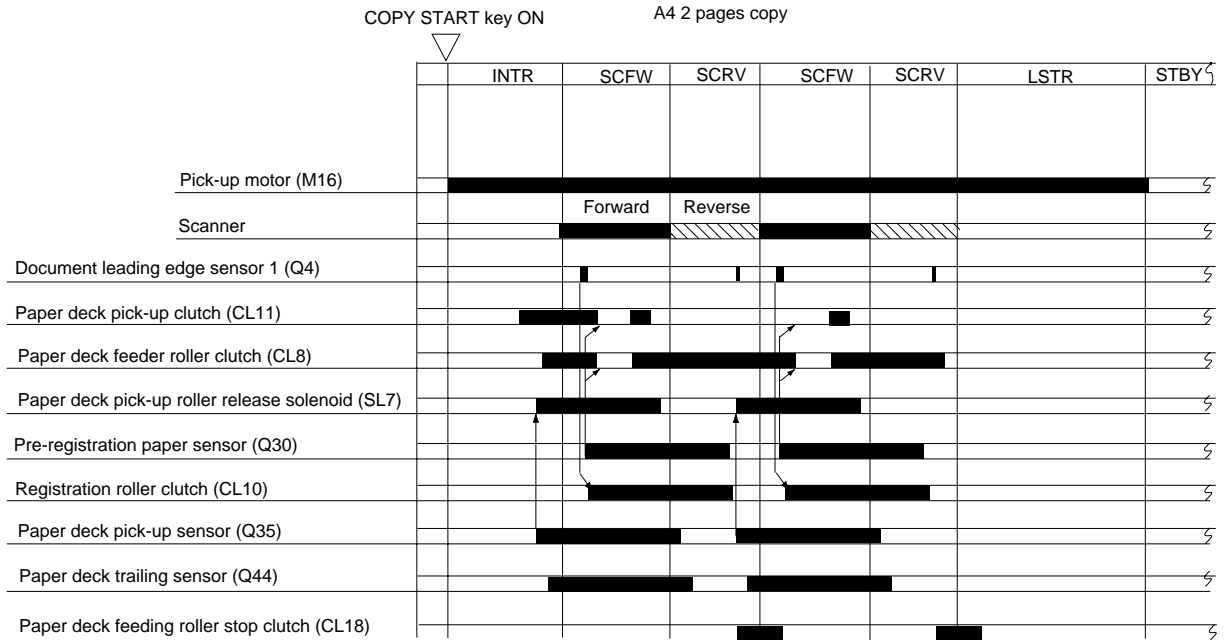 A4 2 pages copy
COPY START key ON
INTR SCFW SCRV SCFW SCRV LSTR STBY
Pick-up motor (M16)
Forward Reverse
Scanner
Document leading edge sensor 1 (Q4)
Paper deck pick-up clutch (CL11)
Paper deck feeder roller clutch (CL8)
Paper deck pick-up roller release solenoid (SL7)
Pre-registration paper sensor (Q30)
Registration roller clutch (CL10)
Paper deck pick-up sensor (Q35)
Paper deck trailing sensor (Q44)
Paper deck feeding roller stop clutch (CL18)